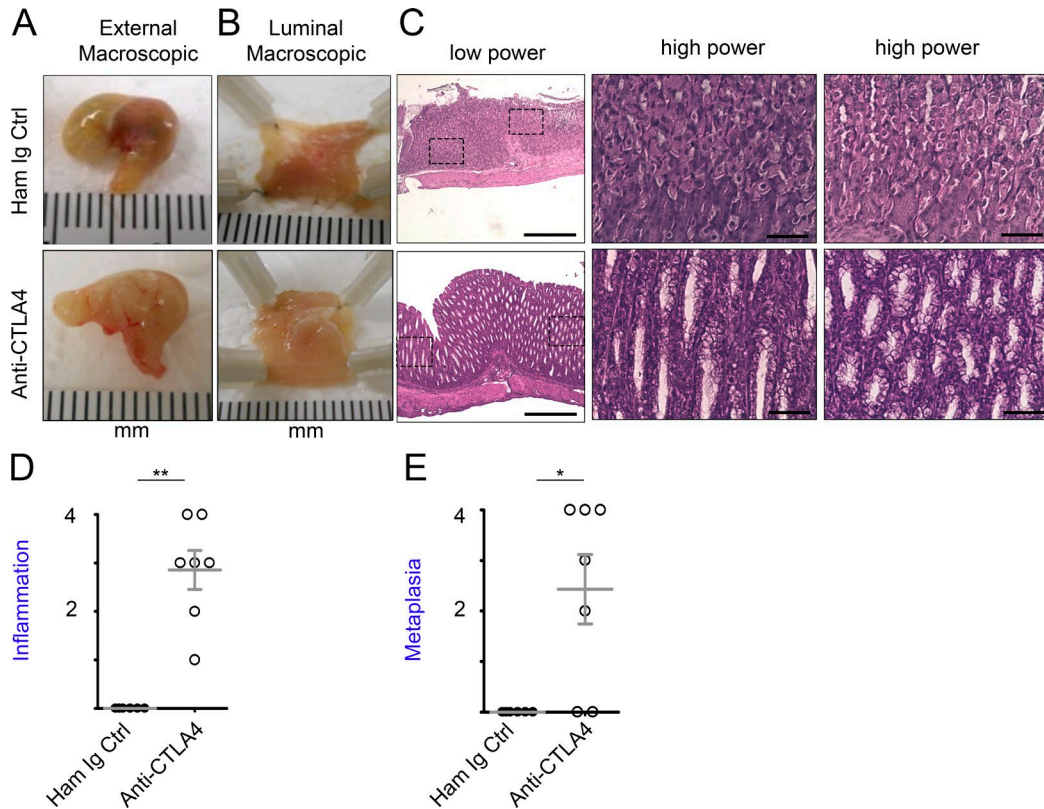 A
External
Macroscopic
B
Luminal
Macroscopic
C
low power
high power
high power
Ham Ig Ctrl
Anti-CTLA4
mm
mm
D
**
Inflammation
4
2
Ham Ig Ctrl
Anti-CTLA4
E
*
Metaplasia
4
2
Ham Ig Ctrl
Anti-CTLA4